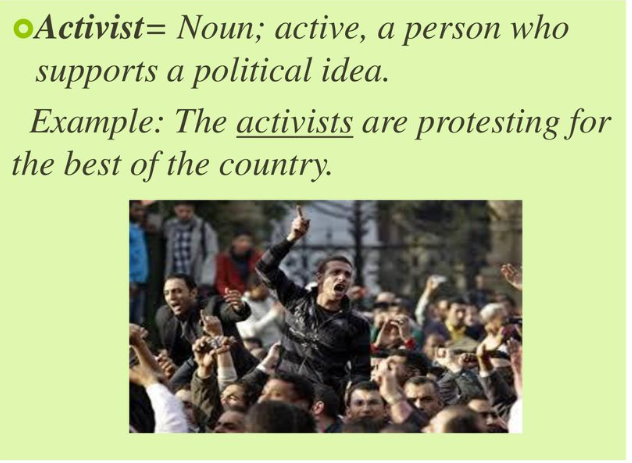 Activist= Noun; active, a person who
supports a political idea.
Example: The activists are protesting for
the best of the country.